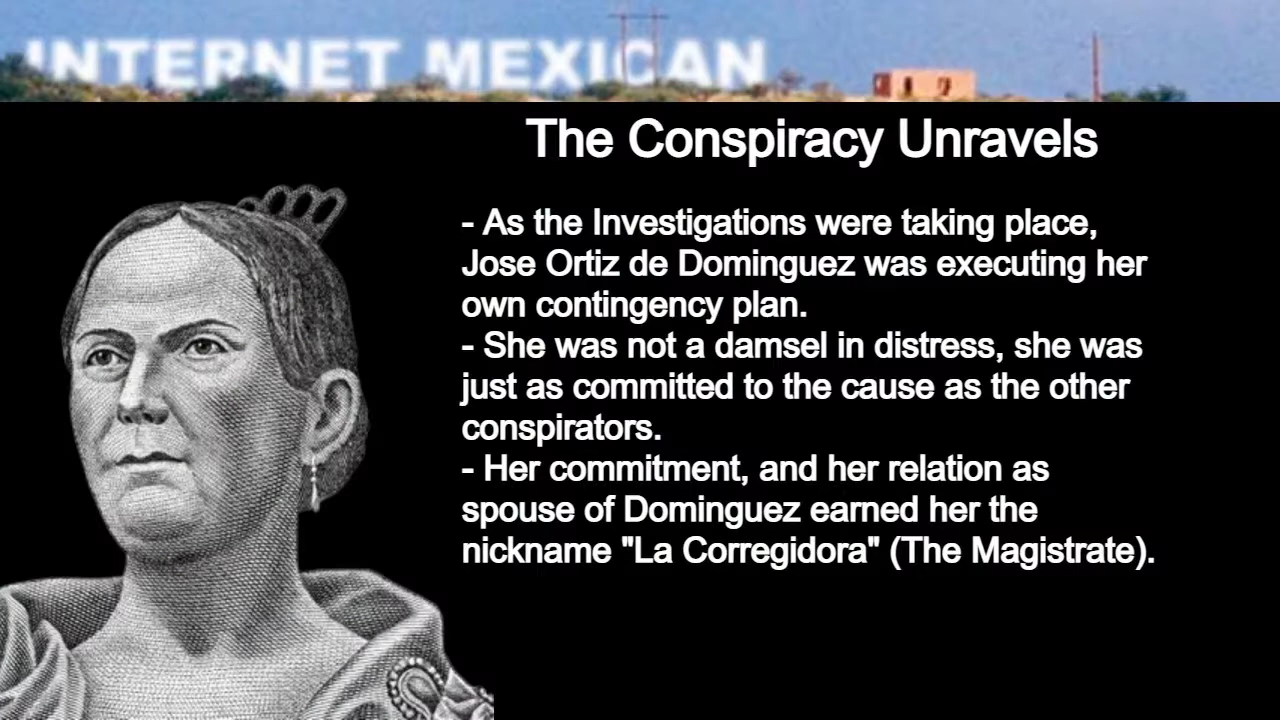 INTERNET MEXICAN
The Conspiracy Unravels
- As the Investigations were taking place,
Jose Ortiz de Dominguez was executing her
own contingency plan.
- She was not a damsel in distress, she was
just as committed to the cause as the other
conspirators.
- Her commitment, and her relation as
spouse of Dominguez earned her the
nickname "La Corregidora" (The Magistrate).